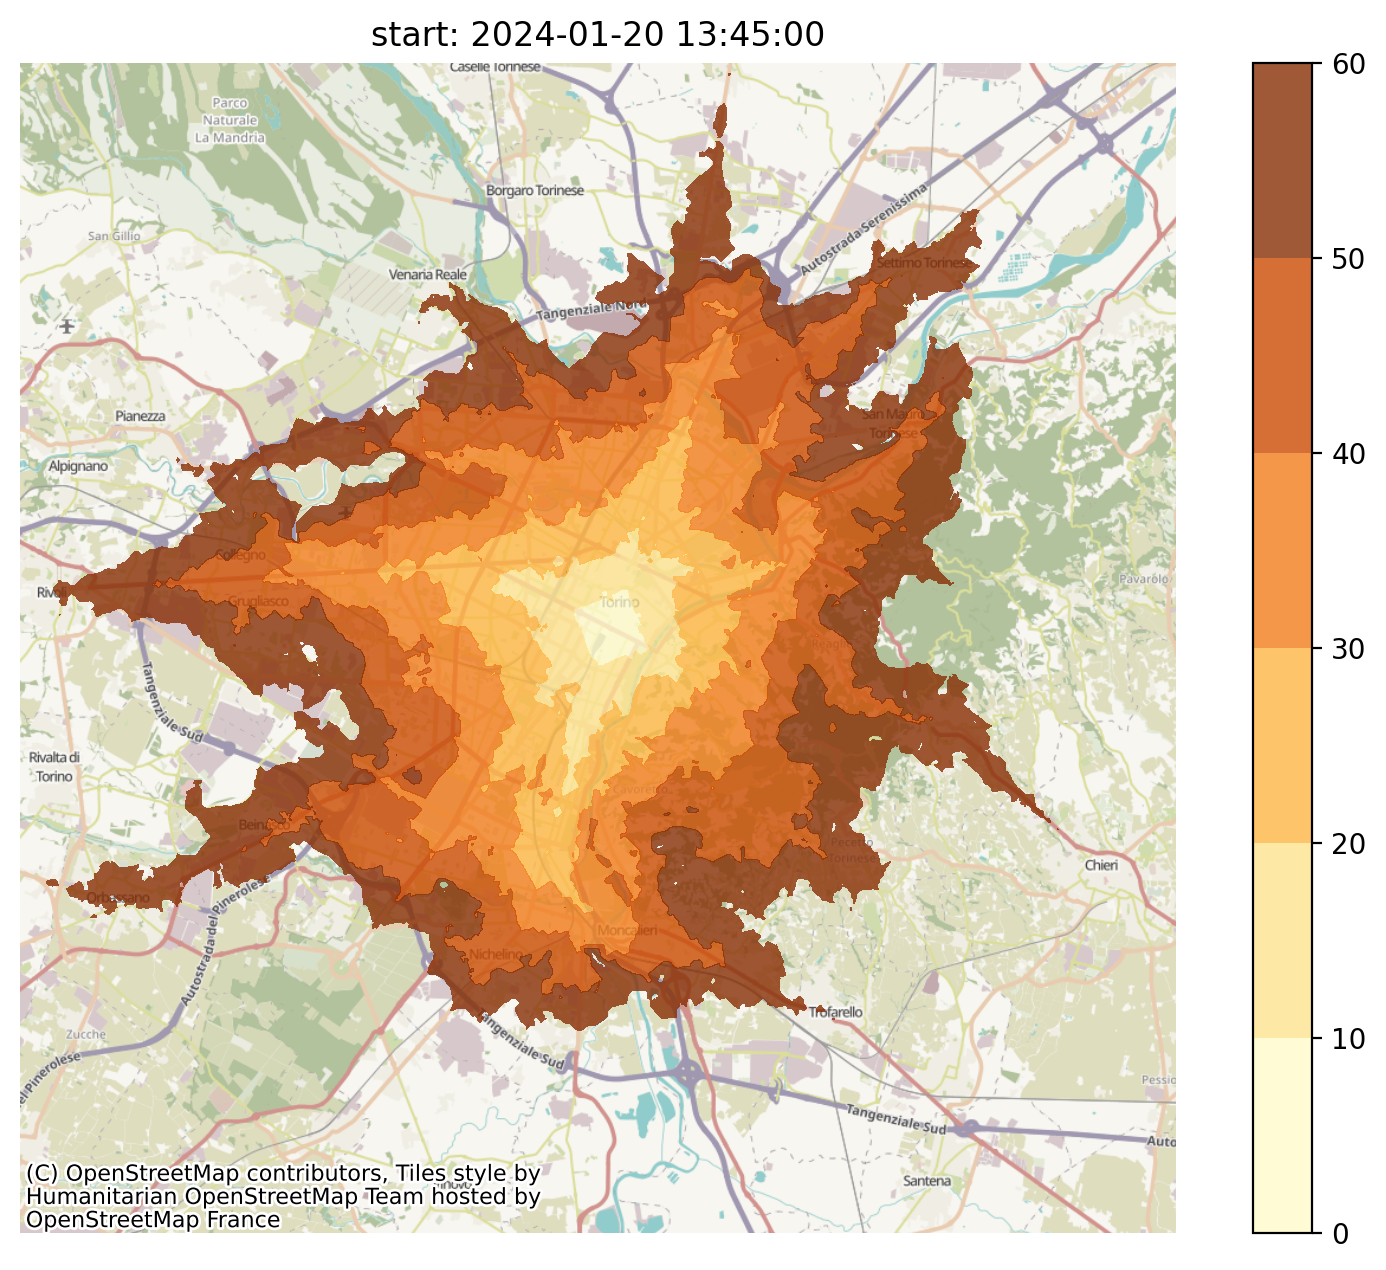 start: 2024-01-20 13:45:00
Caselle Torinese
Parco
Naturale
La Mandria
Borgaro Torinese
San Gillio
Autostrada Serenissima
Venaria Reale
Settimo Torinese
Tangenziale Nord
Pianezza
San Mauro
Torinese
Alpignano
Collegno
Pavarolo
Rivoli
Grugliasco
Torino
Reaglie
Tangenziale Sud
Rivalta di
Torino
Cavoretto
Beinasco
Pecetto
Torinese
Chieri
Orbassano
Autostrada del Pinerolese
Moncalieri
Nichelino
Trofarello
Tangenziale Sud
Zucche
del Pinerolese
Pessio
Tangenziale Sud
Auto
Santena
(C) OpenStreetMap contributors, Tiles style by
Humanitarian OpenStreetMap Team hosted by
OpenStreetMap France
60
50
40
30
20
10
0